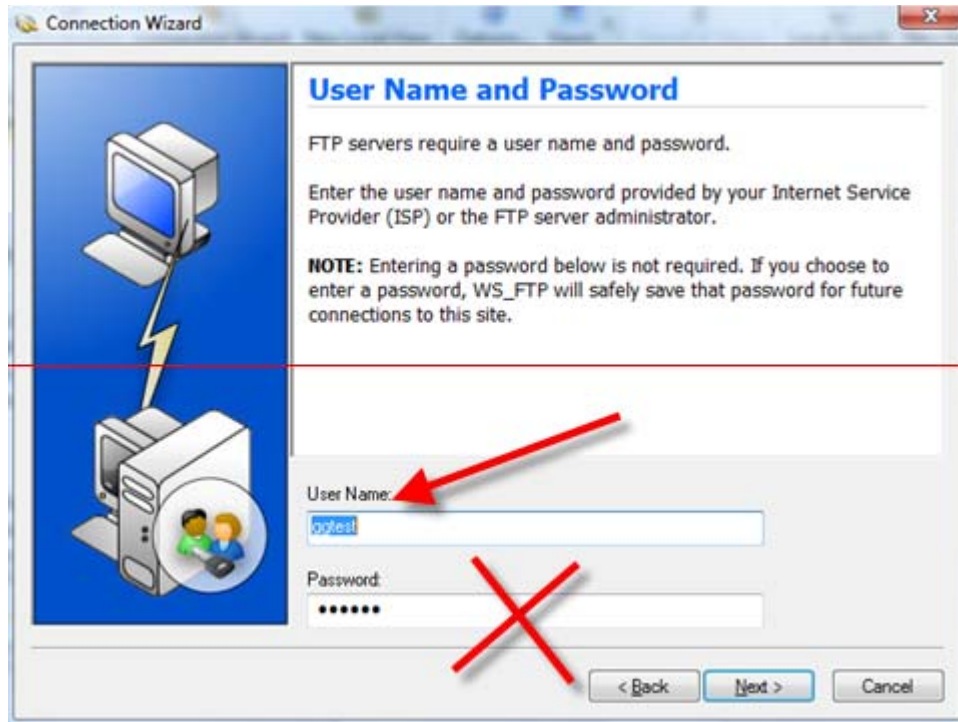 Connection Wizard
User Name and Password
FTP servers require a user name and password.
Enter the user name and password provided by your Internet Service
Provider (ISP) or the FTP server administrator.
NOTE: Entering a password below is not required. If you choose to
enter a password, WS_FTP will safely save that password for future
connections to this site.
User Name:
ggtest
Password:
••••••
< Back
Next >
Cancel